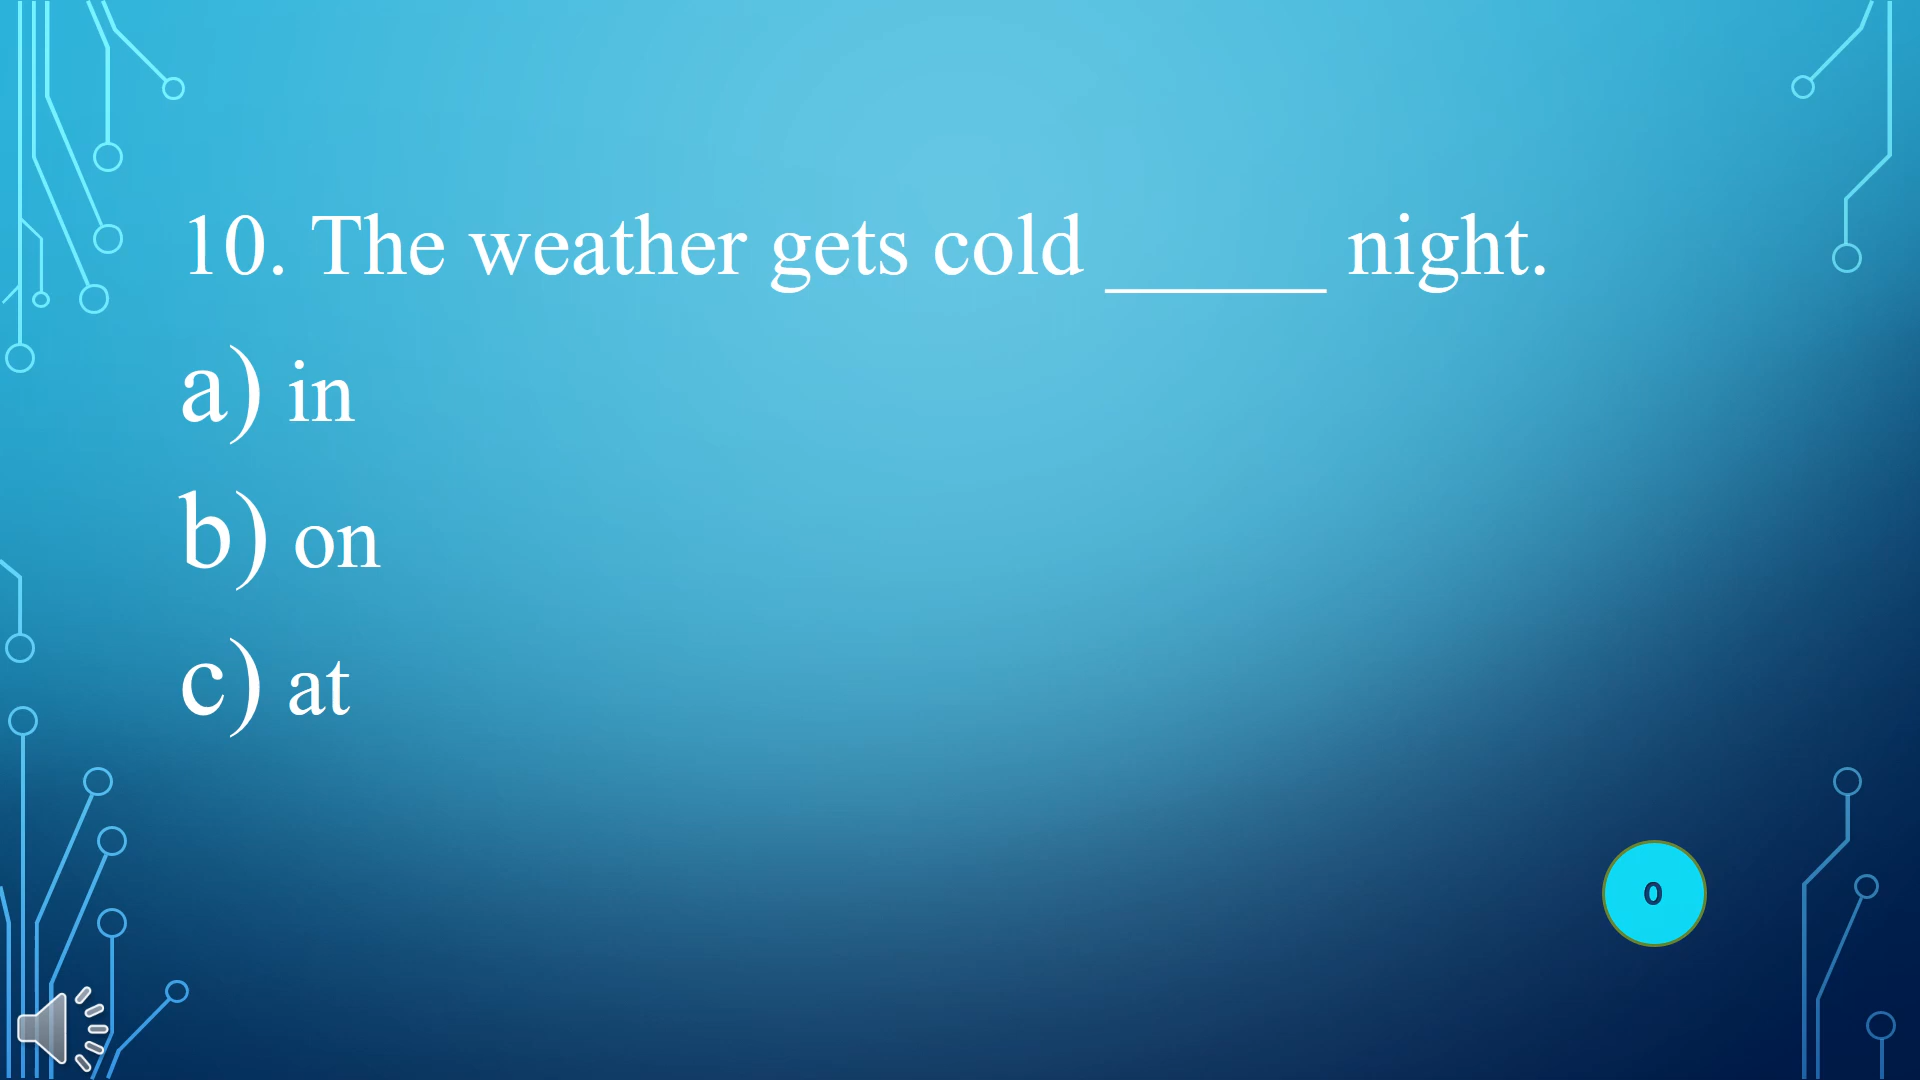 10. The weather gets cold ______ night.
a) in
b) on
c) at
0